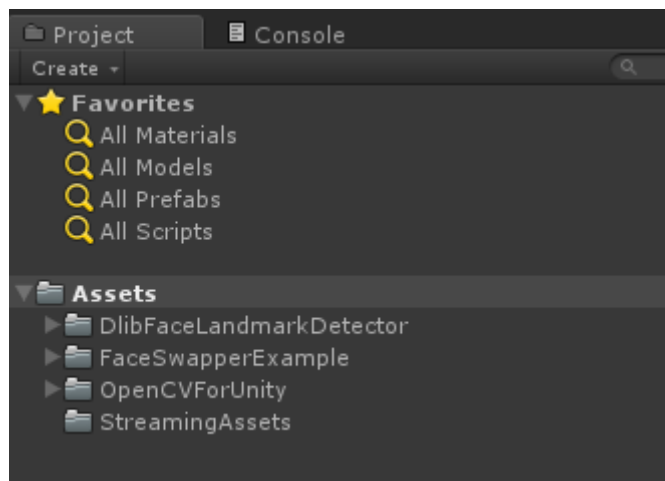 Project Console
Create
Favorites
All Materials
All Models
All Prefabs
All Scripts
Assets
DlibFaceLandmarkDetector
FaceSwapperExample
OpenCVForUnity
StreamingAssets